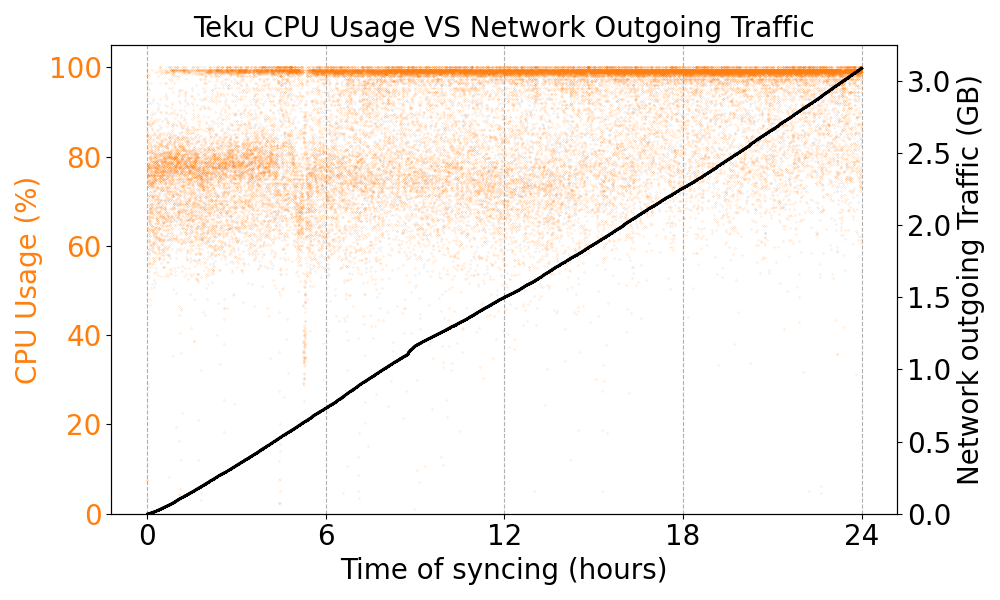 Teku CPU Usage VS Network Outgoing Traffic
100
80
60
40
20
0
CPU Usage (%)
3.0
2.5
2.0
1.5
1.0
0.5
0.0
Network outgoing Traffic (GB)
0 6 12 18 24
Time of syncing (hours)